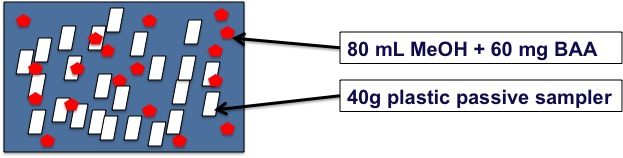 80 mL MeOH + 60 mg BAA
40g plastic passive sampler